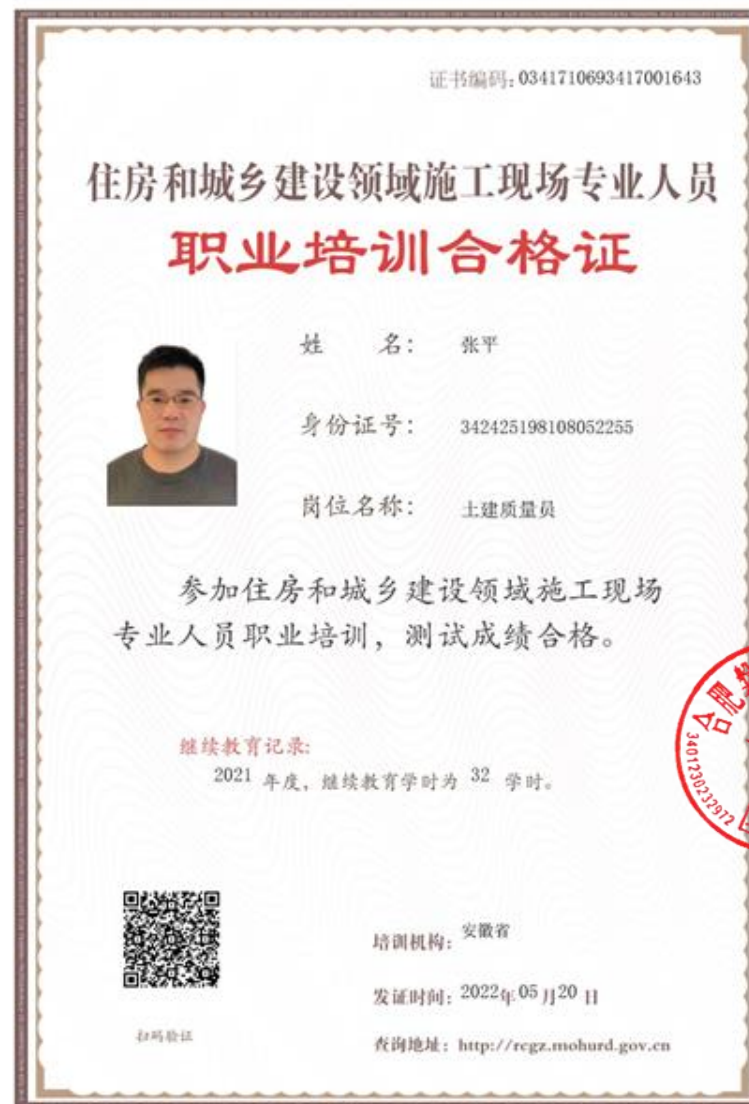 证书编码：0341710693417001643
住房和城乡建设领域施工现场专业人员
职业培训合格证
姓 名： 张平
身份证号： 342425198108052255
岗位名称： 土建质量员
参加住房和城乡建设领域施工现场
专业人员职业培训，测试成绩合格。
继续教育记录:
2021 年度，继续教育学时为 32 学时。
3401230232972
培训机构：安徽省
发证时间：2022年05月20日
扫码验证
查询地址：http://rcgz.mohurd.gov.cn